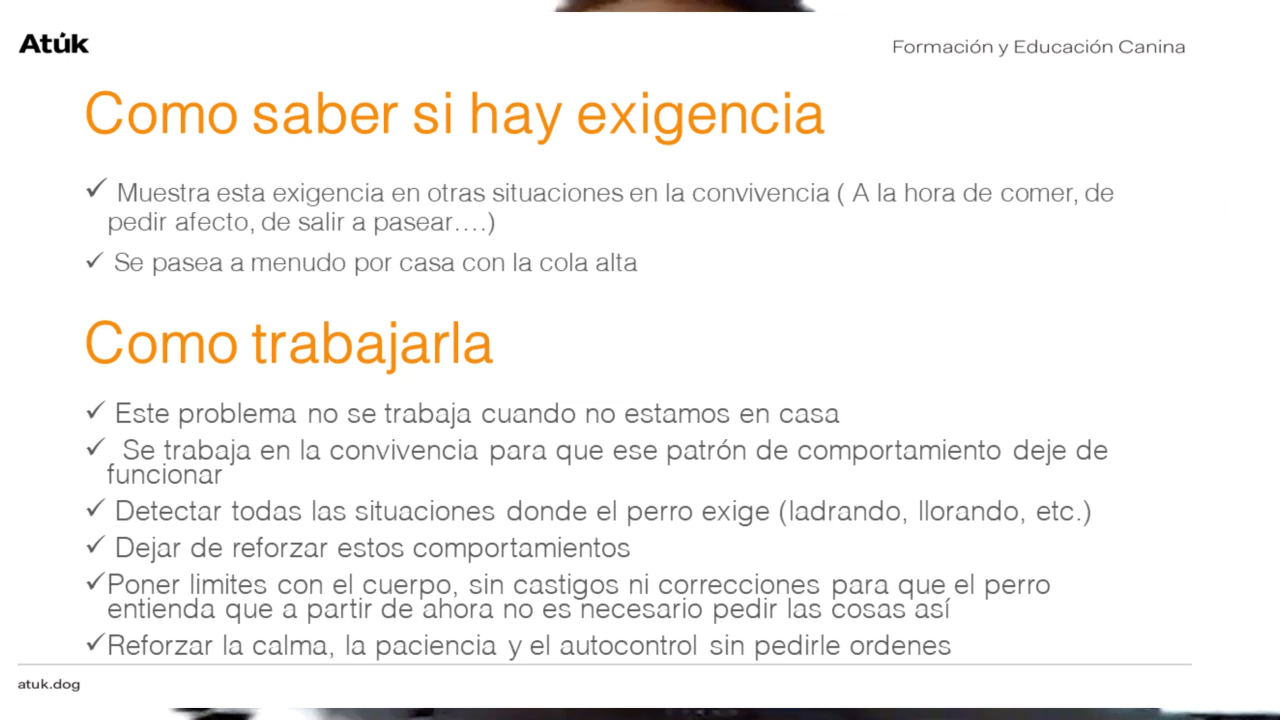 Atúk
Formación y Educación Canina
Como saber si hay exigencia
✓ Muestra esta exigencia en otras situaciones en la convivencia ( A la hora de comer, de
pedir afecto, de salir a pasear….)
✓ Se pasea a menudo por casa con la cola alta
Como trabajarla
✓ Este problema no se trabaja cuando no estamos en casa
✓ Se trabaja en la convivencia para que ese patrón de comportamiento deje de
funcionar
✓ Detectar todas las situaciones donde el perro exige (ladrando, llorando, etc.)
✓ Dejar de reforzar estos comportamientos
✓Poner limites con el cuerpo, sin castigos ni correcciones para que el perro
entienda que a partir de ahora no es necesario pedir las cosas así
✓Reforzar la calma, la paciencia y el autocontrol sin pedirle ordenes
atuk.dog